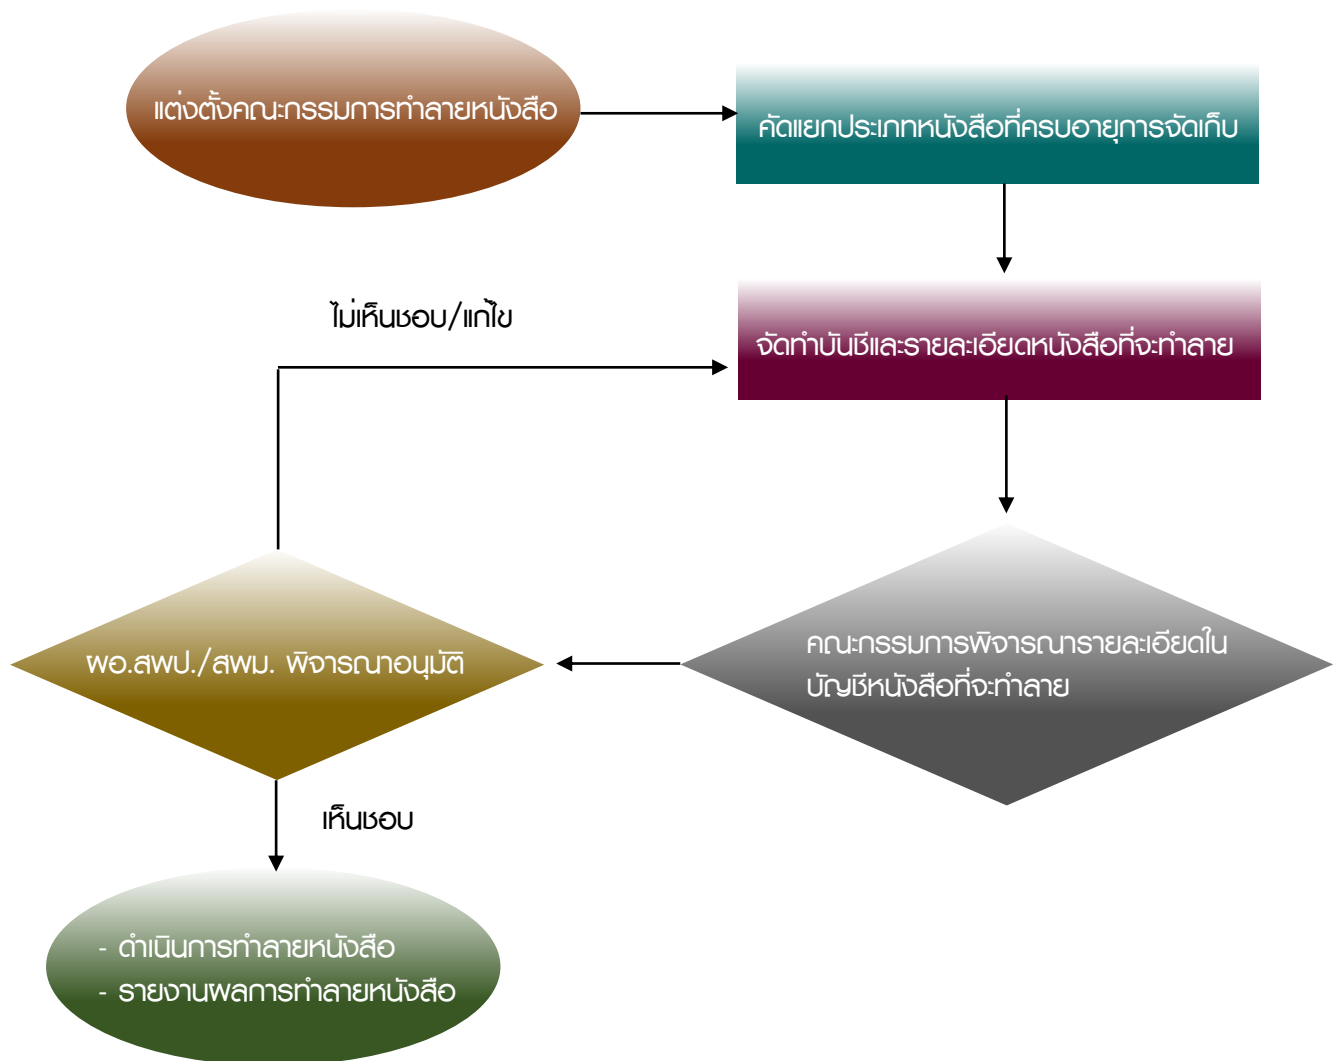 แต่งตั้งคณะกรรมการทำลายหนังสือ
คัดแยกประเภทหนังสือที่ครบอายุการจัดเก็บ
ไม่เห็นชอบ/แก้ไข
จัดทำบันชีและรายละเอียดหนังสือที่จะทำลาย
คณะกรรมการพิจารณารายละเอียดใน
บัญชีหนังสือที่จะทำลาย
ผอ.สพป./สพม. พิจารณาอนุมัติ
เห็นชอบ
- ดำเนินการทำลายหนังสือ
- รายงานผลการทำลายหนังสือ